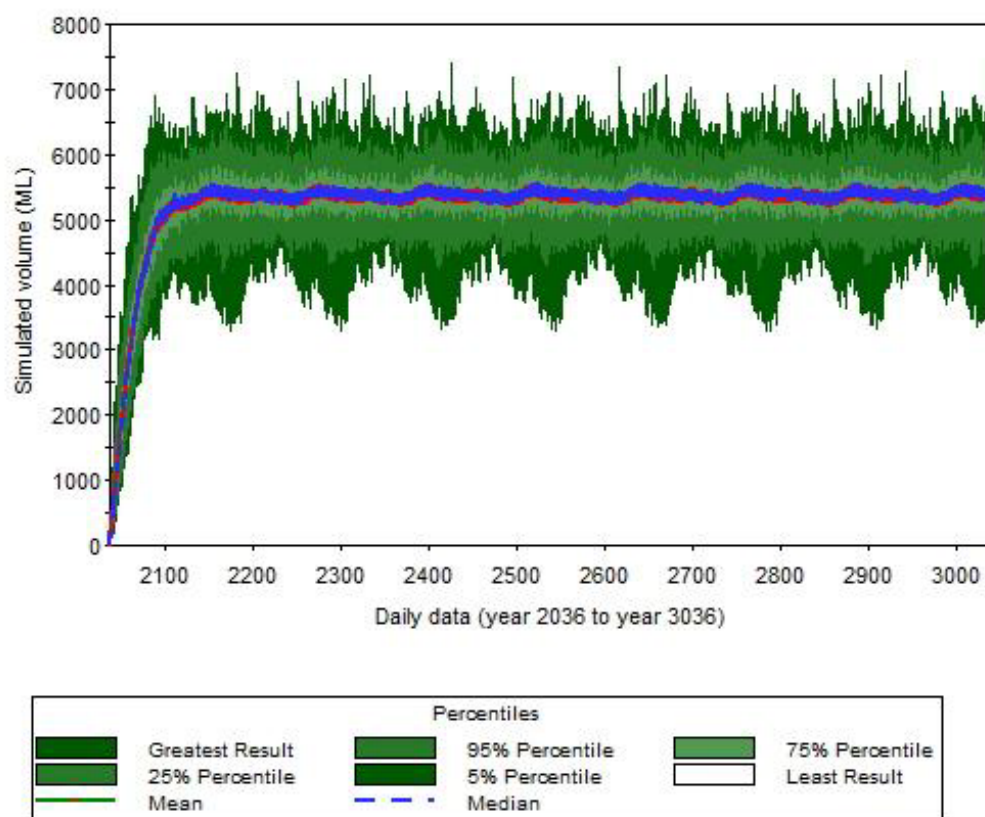 8000
7000
6000
5000
4000
3000
2000
1000
0
Simulated volume (ML)
2100 2200 2300 2400 2500 2600 2700 2800 2900 3000
Daily data (year 2036 to year 3036)
Percentiles
Greatest Result 95% Percentile 75% Percentile
25% Percentile 5% Percentile Least Result
Mean Median